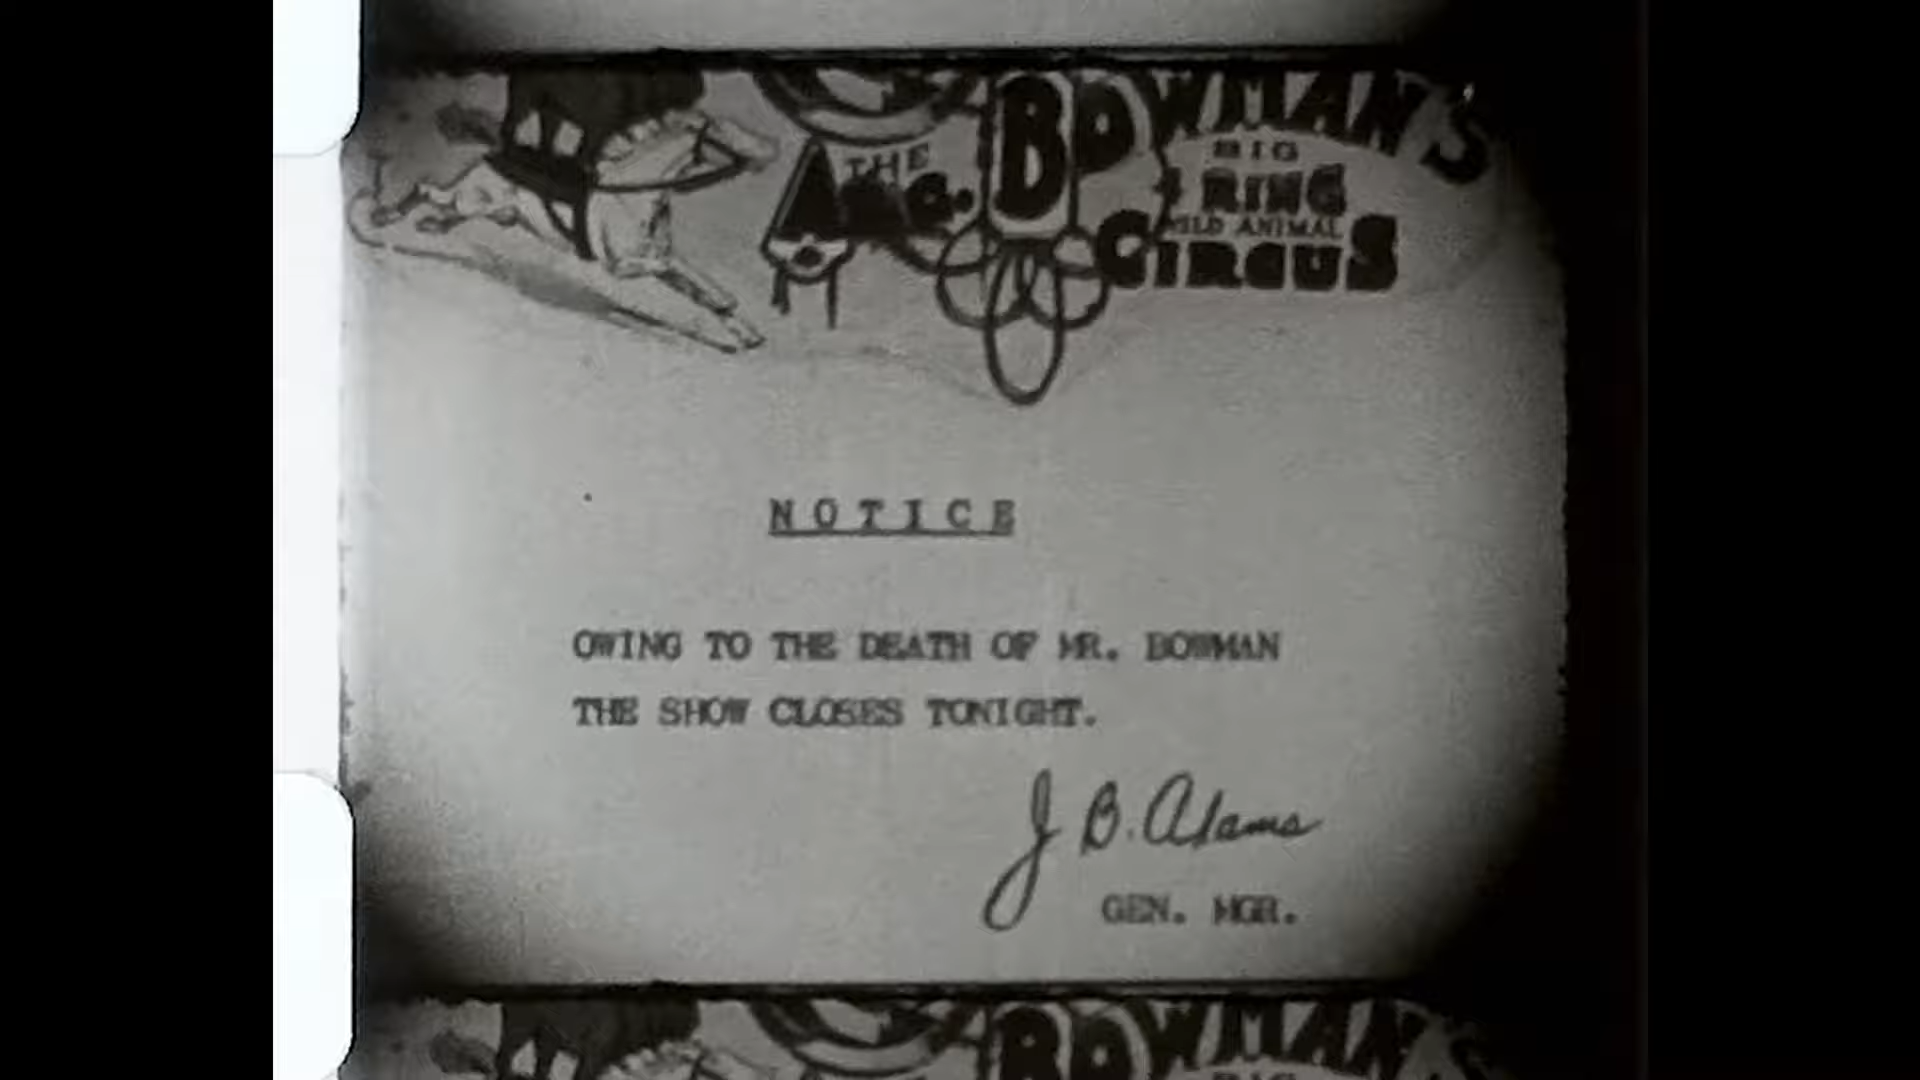 BOWMAN'S
THE
BIG
RING
WILD ANIMAL
CIRCUS
NOTICE
OWING TO THE DEATH OF MR. BOWMAN
THE SHOW CLOSES TONIGHT.
J B. Adams
GEN. MGR.
BOWMAN'S
BIG